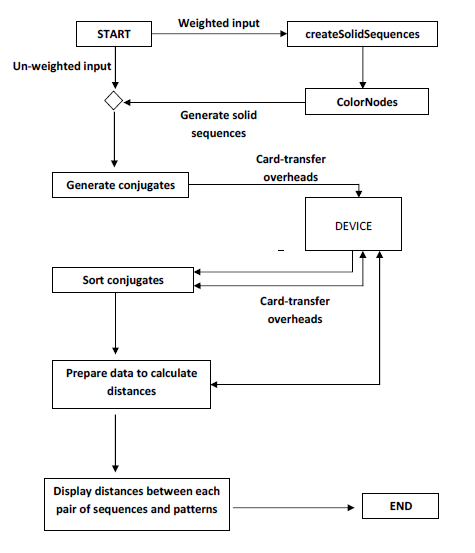 Weighted input
START
createSolidSequences
Un-weighted input
ColorNodes
Generate solid
sequences
Card-transfer
overheads
Generate conjugates
DEVICE
Sort conjugates
Card-transfer
overheads
Prepare data to calculate
distances
Display distances between each
pair of sequences and patterns
END